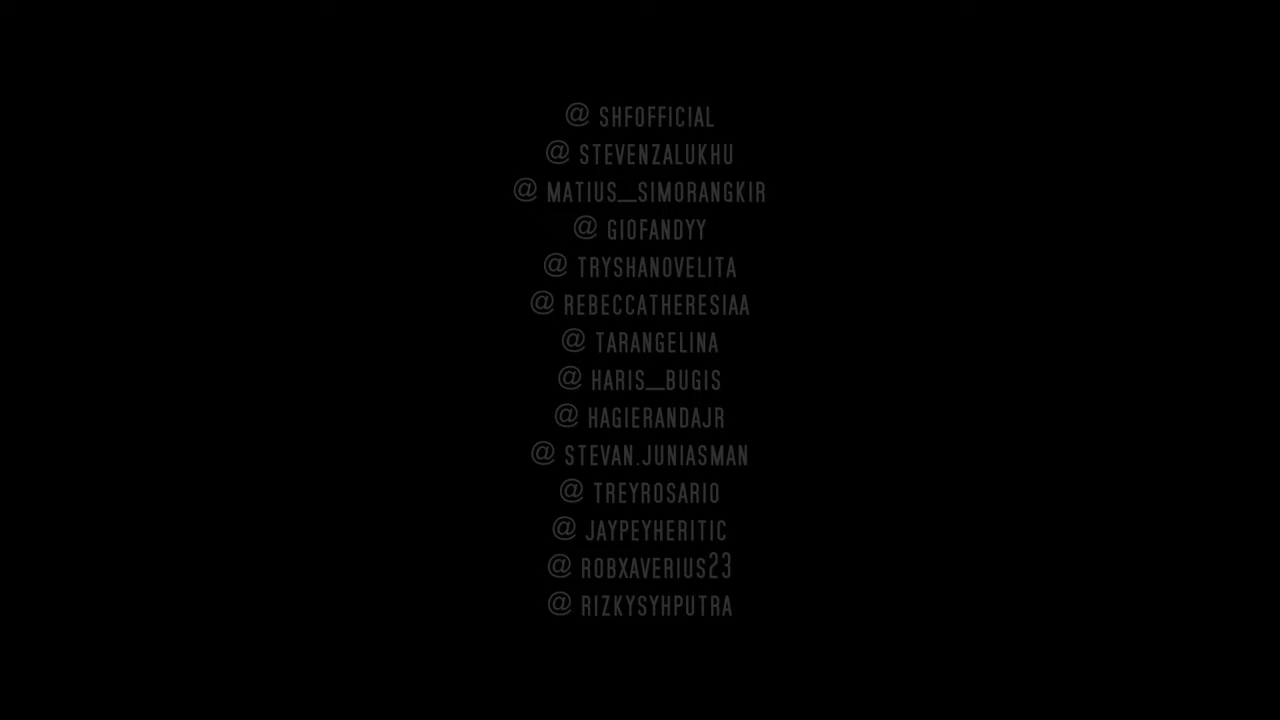 @ SHFOFFICIAL
@ STEVENZALUKHU
@ MATIUS_SIMORANGKIR
@ GIOFANDYY
@ TRYSHANOVELITA
@ REBECCATHERESIAA
@ TARANGELINA
@ HARIS_BUGIS
@ HAGIERANDAJR
@ STEVAN.JUNIASMAN
@ TREYROSARIO
@ JAYPEYHERITIC
@ ROBXAVERIUS23
@ RIZKYSYHPUTRA